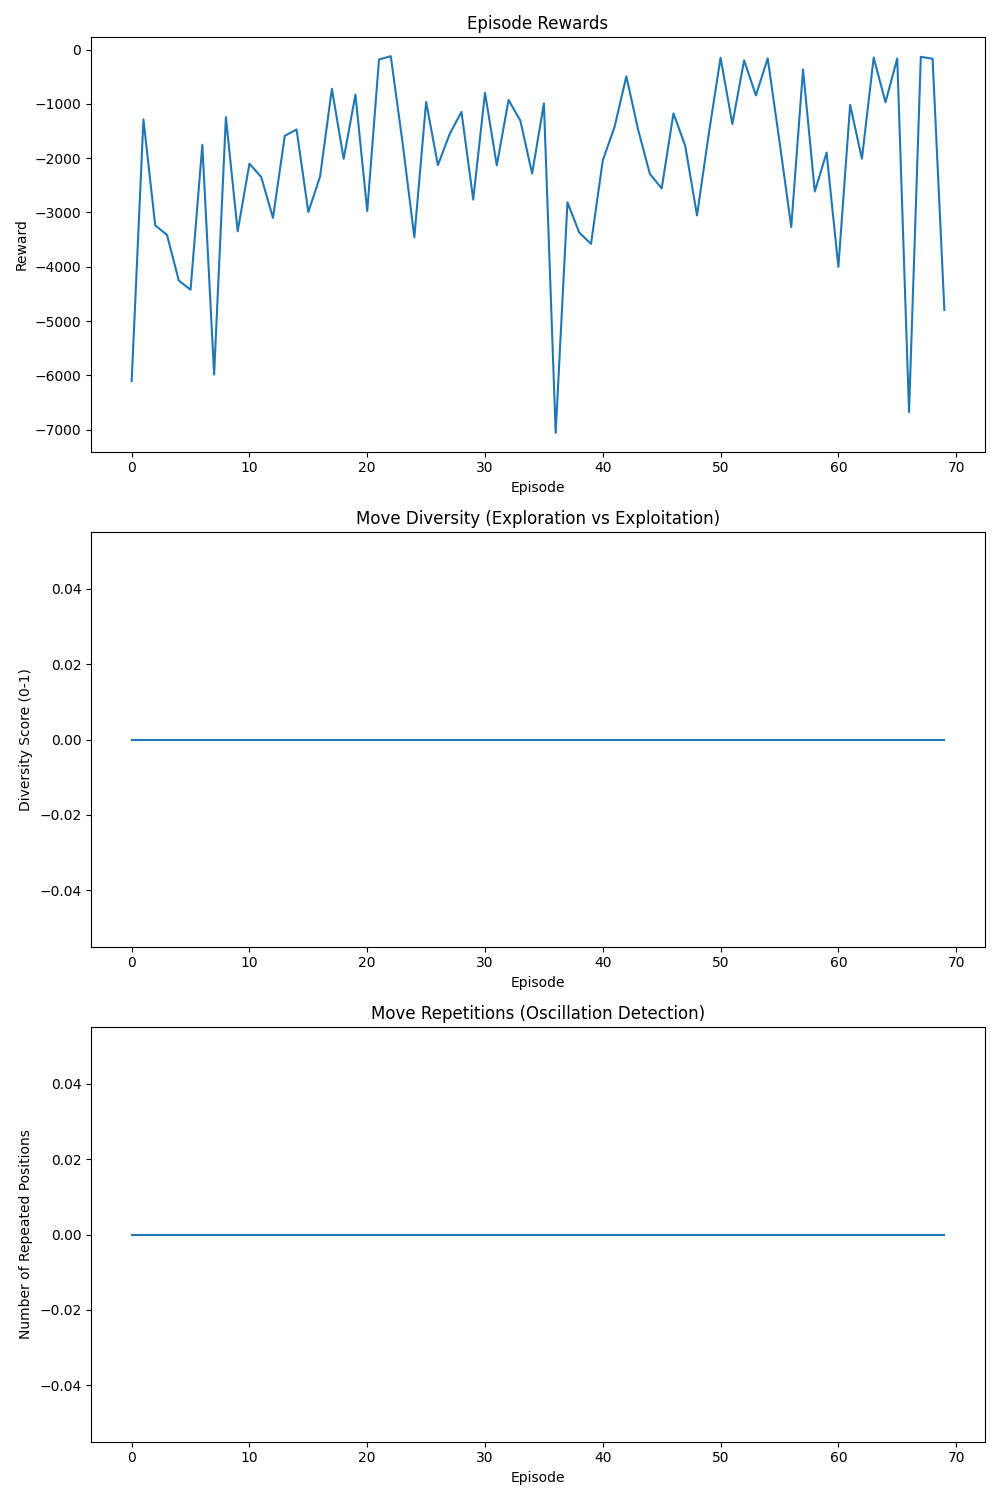 Episode Rewards
0
−1000
−2000
−3000
−4000
−5000
−6000
−7000
Reward
0 10 20 30 40 50 60 70
Episode
Move Diversity (Exploration vs Exploitation)
0.04
0.02
0.00
−0.02
−0.04
Diversity Score (0-1)
0 10 20 30 40 50 60 70
Episode
Move Repetitions (Oscillation Detection)
0.04
0.02
0.00
−0.02
−0.04
Number of Repeated Positions
0 10 20 30 40 50 60 70
Episode